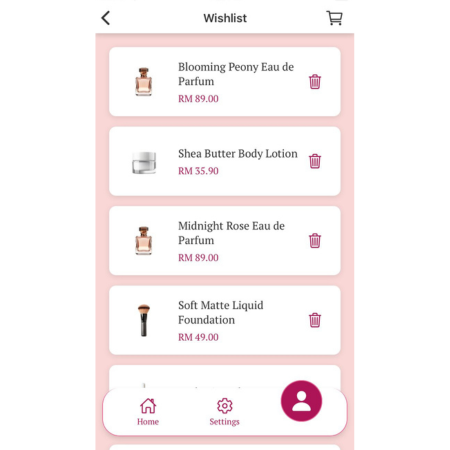 Wishlist
Blooming Peony Eau de
Parfum
RM 89.00
Shea Butter Body Lotion
RM 35.90
Midnight Rose Eau de
Parfum
RM 89.00
Soft Matte Liquid
Foundation
RM 49.00
Home
Settings